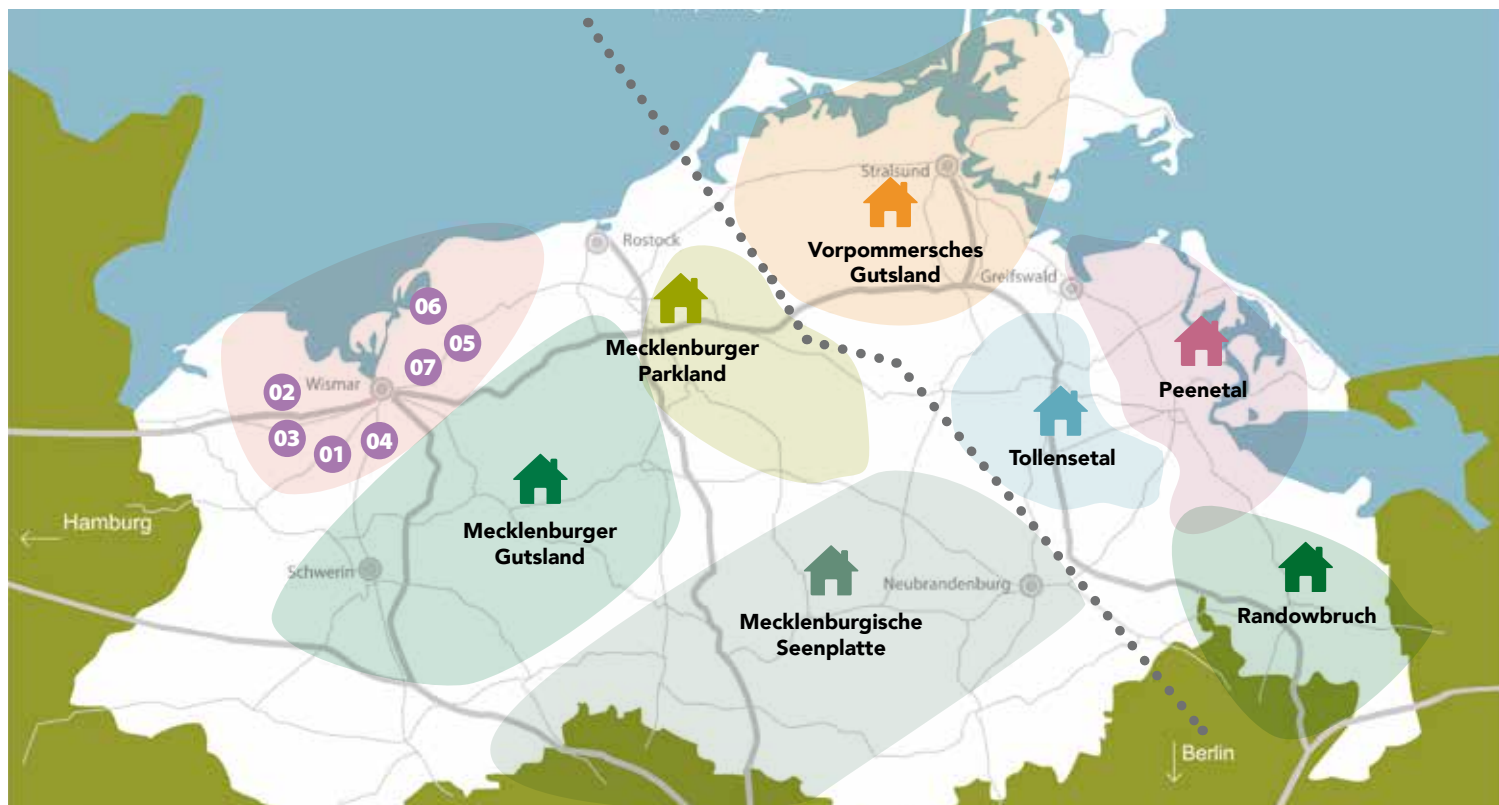 Stralsund
Vorpommersches
Gutsland
Greifswald
Rostock
06
05
07
Mecklenburger
Parkland
Wismar
02
03
01
04
Peenetal
Tollensetal
Hamburg
Mecklenburger
Gutsland
Schwerin
Neubrandenburg
Mecklenburgische
Seenplatte
Randowbruch
Berlin